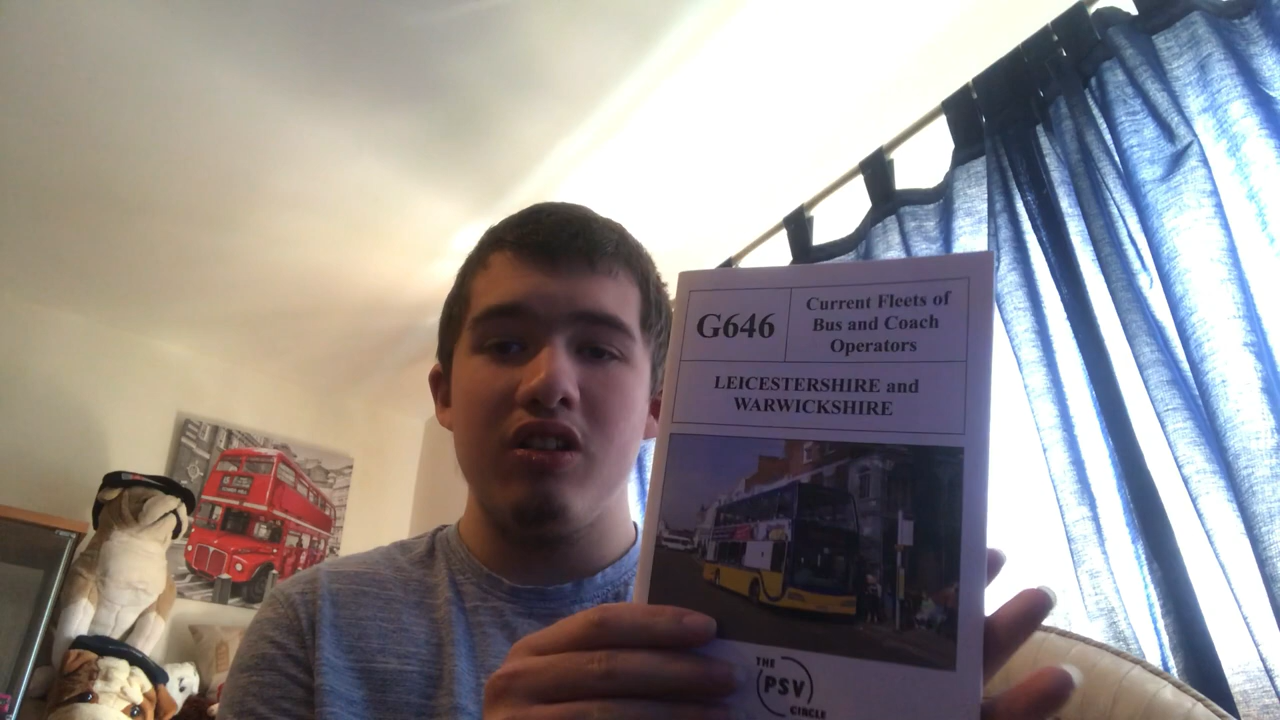 G646
Current Fleets of
Bus and Coach
Operators
LEICESTERSHIRE and
WARWICKSHIRE
THE
PSV
CIRCLE